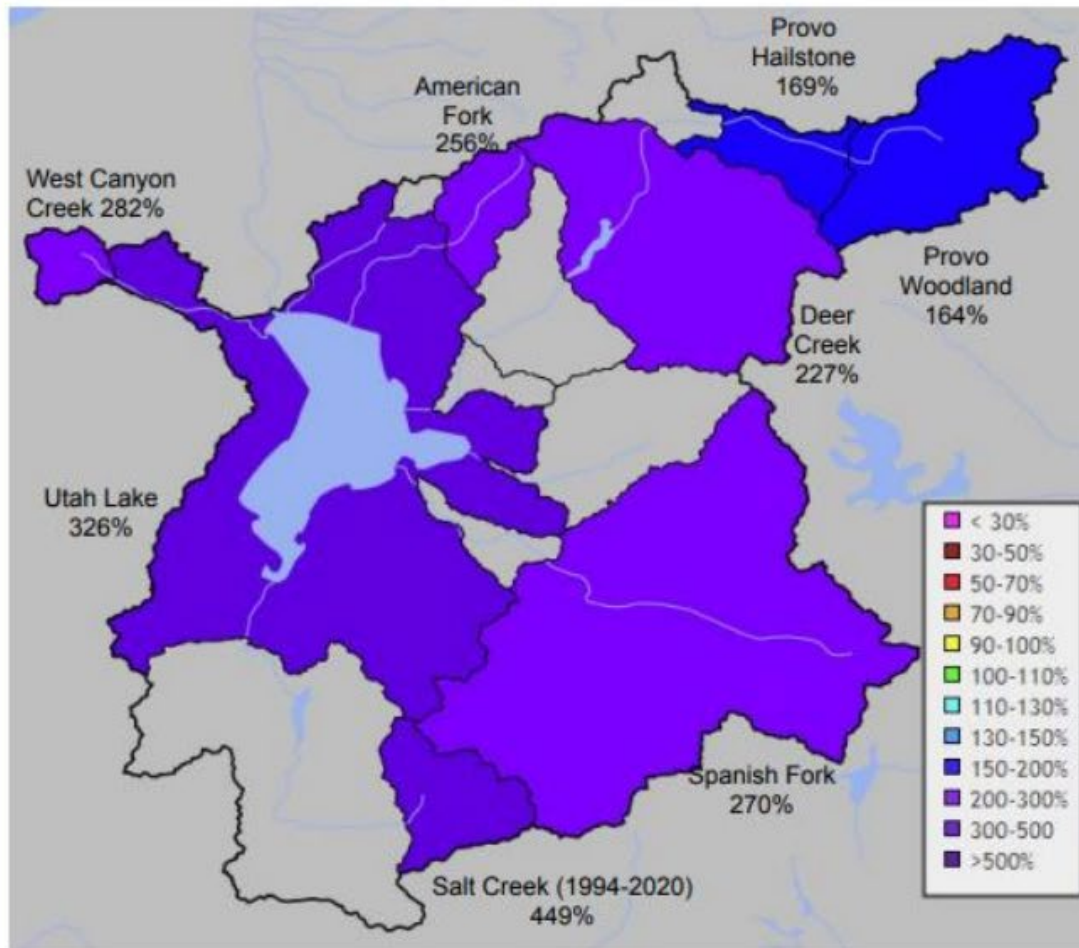 Provo
Hailstone
169%
American
Fork
256%
West Canyon
Creek 282%
Provo
Woodland
164%
Deer
Creek
227%
Utah Lake
326%
< 30%
30-50%
50-70%
70-90%
90-100%
100-110%
110-130%
130-150%
150-200%
200-300%
300-500
>500%
Spanish Fork
270%
Salt Creek (1994-2020)
449%